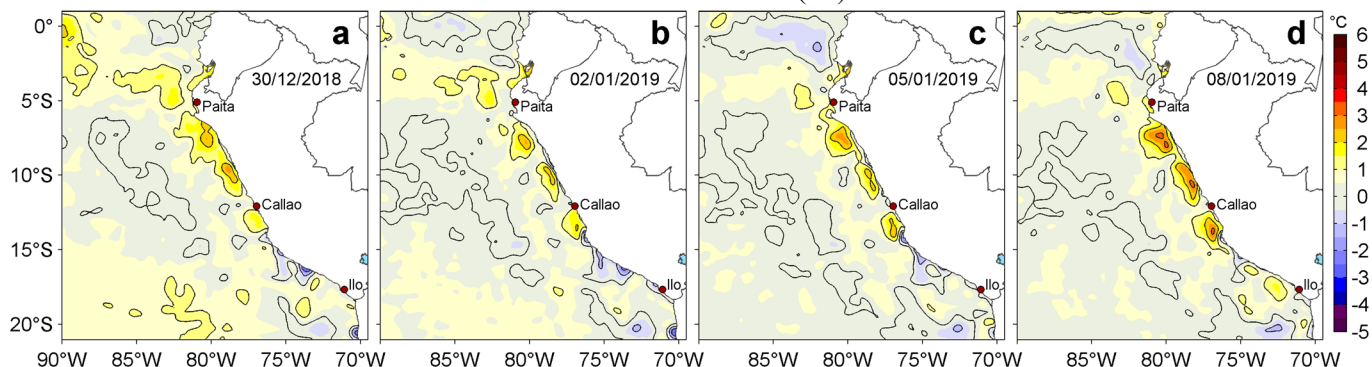 a
30/12/2018
Paita
Callao
Ilo
b
02/01/2019
Paita
Callao
Ilo
c
05/01/2019
Paita
Callao
Ilo
d
08/01/2019
Paita
Callao
Ilo
0°
5°S
10°S
15°S
20°S
90°W 85°W 80°W 75°W 70°W
85°W 80°W 75°W 70°W
85°W 80°W 75°W 70°W
85°W 80°W 75°W 70°W
°C
6
5
4
3
2
1
0
-1
-2
-3
-4
-5